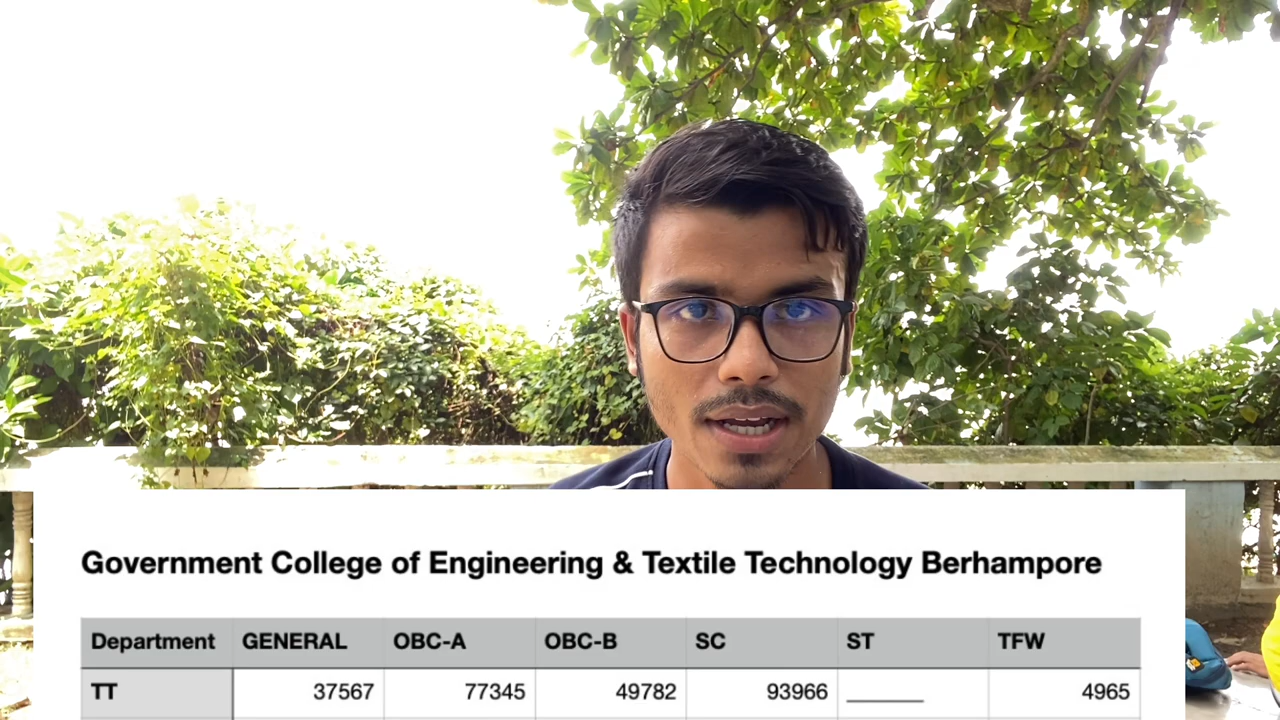 Government College of Engineering & Textile Technology Berhampore
Department GENERAL OBC-A OBC-B SC ST TFW
TT 37567 77345 49782 93966 ________ 4965